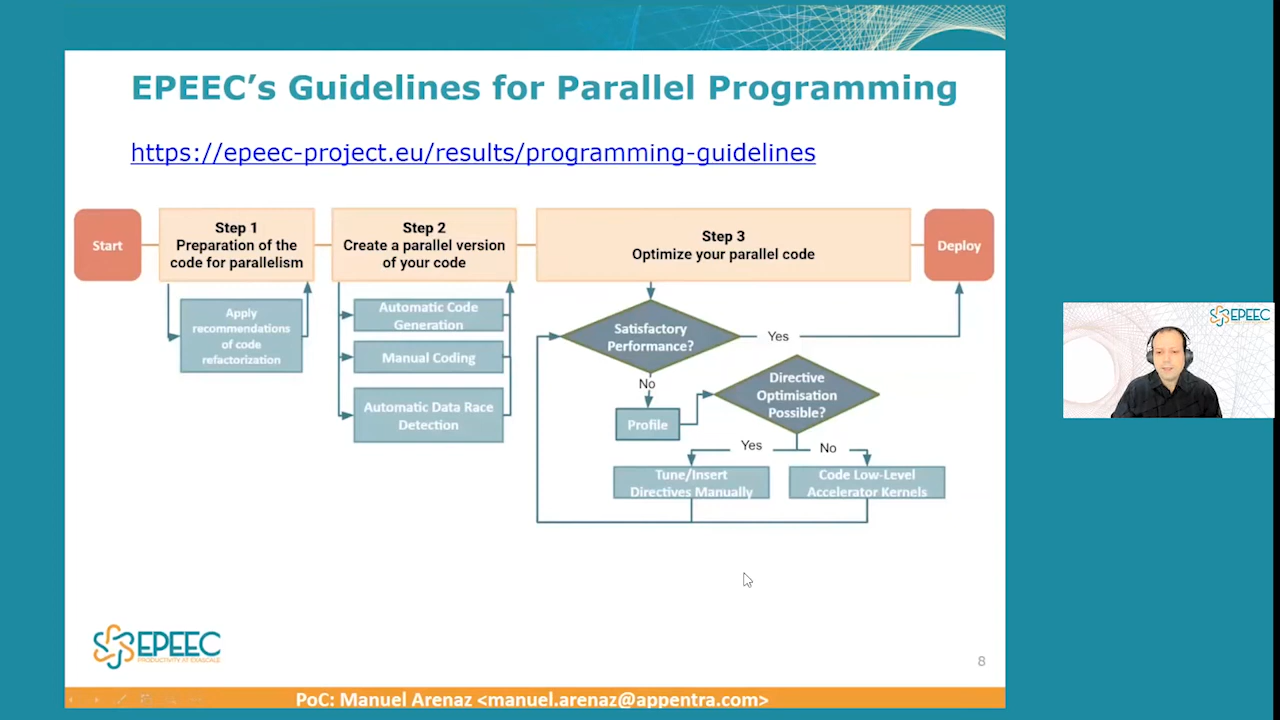 EPEEC's Guidelines for Parallel Programming
https://epeec-project.eu/results/programming-guidelines
Start
Step 1
Preparation of the
code for parallelism
Step 2
Create a parallel version
of your code
Step 3
Optimize your parallel code
Deploy
Apply
recommendations
of code
refactorization
Automatic Code
Generation
Manual Coding
Automatic Data Race
Detection
Satisfactory
Performance?
Yes
No
Profile
Directive
Optimisation
Possible?
Yes
No
Tune/Insert
Directives Manually
Code Low-Level
Accelerator Kernels
EPEEC
PRODUCTIVITY AT EXASCALE
8
PoC: Manuel Arenaz <manuel.arenaz@appentra.com>
EPEEC